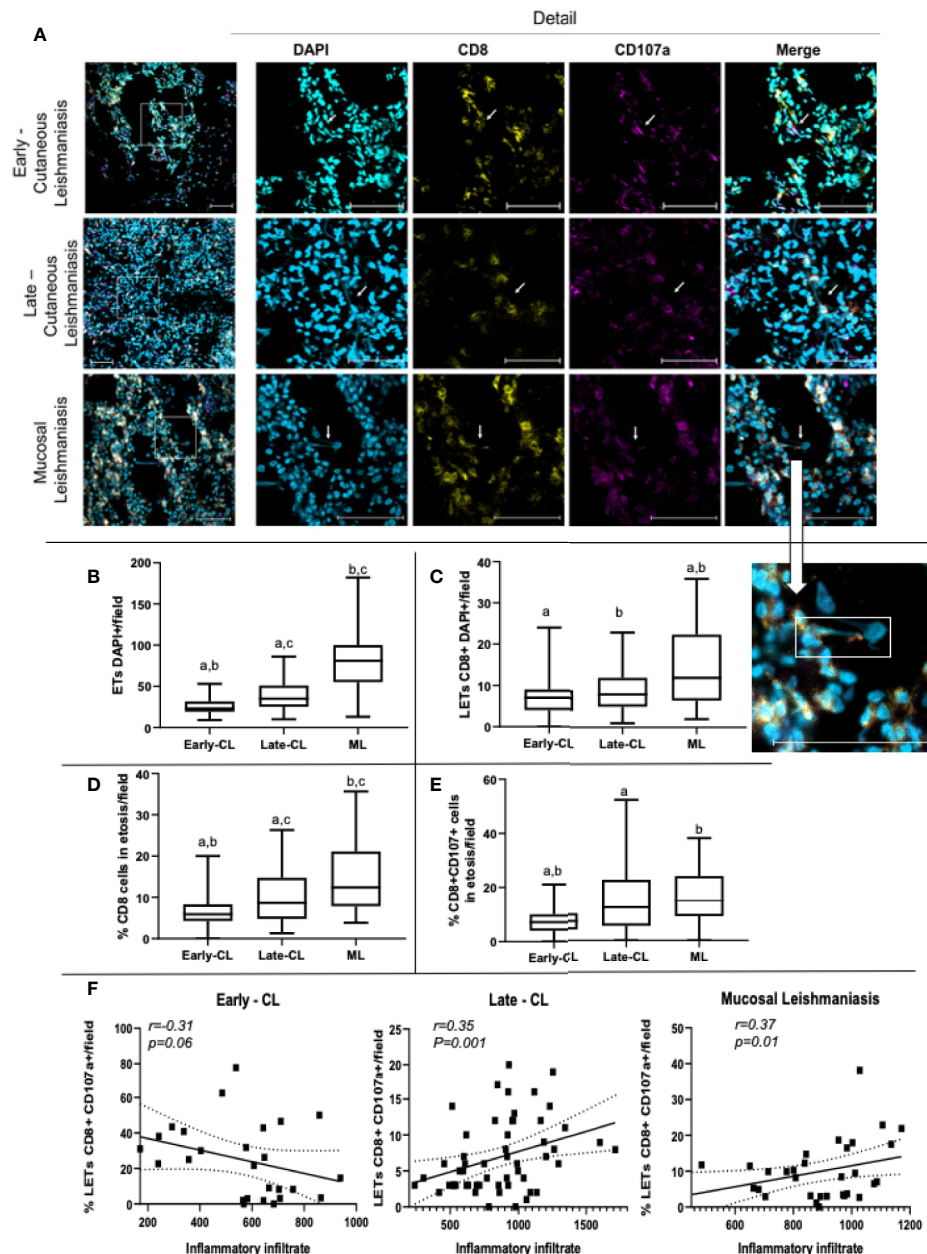 Detail
A
DAPI
CD8
CD107a
Merge
Early -
Cutaneous
Leishmaniasis
Late –
Cutaneous
Leishmaniasis
Mucosal
Leishmaniasis
B
ETs DAPI+/field
200
150
100
50
0
a,b
a,c
b,c
Early-CL
Late-CL
ML
C
LETs CD8+ DAPI+/field
40
30
20
10
0
a
b
a,b
Early-CL
Late-CL
ML
D
% CD8 cells in etosis/field
40
30
20
10
0
a,b
a,c
b,c
Early-CL
Late-CL
ML
E
% CD8+CD107+ cells
in etosis/field
60
40
20
0
a,b
a
b
Early-CL
Late-CL
ML
F
Early - CL
r=-0.31
p=0.06
% LETs CD8+ CD107a+/field
100
80
60
40
20
0
200
400
600
800
1000
Inflammatory infiltrate
Late - CL
r=0.35
P=0.001
LETs CD8+ CD107a+/field
25
20
15
10
5
0
500
1000
1500
Inflammatory infiltrate
Mucosal Leishmaniasis
r=0.37
p=0.01
% LETs CD8+ CD107a+/field
50
40
30
20
10
0
600
800
1000
1200
Inflammatory infiltrate